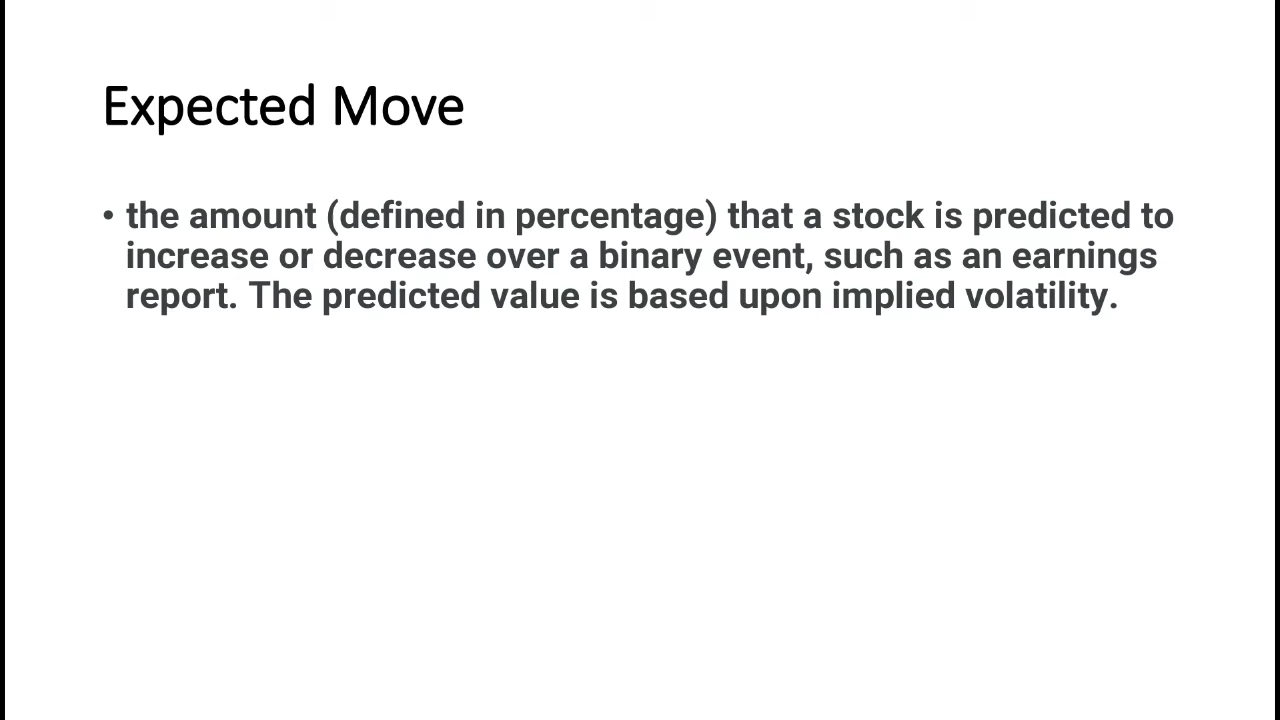 Expected Move
• the amount (defined in percentage) that a stock is predicted to
increase or decrease over a binary event, such as an earnings
report. The predicted value is based upon implied volatility.